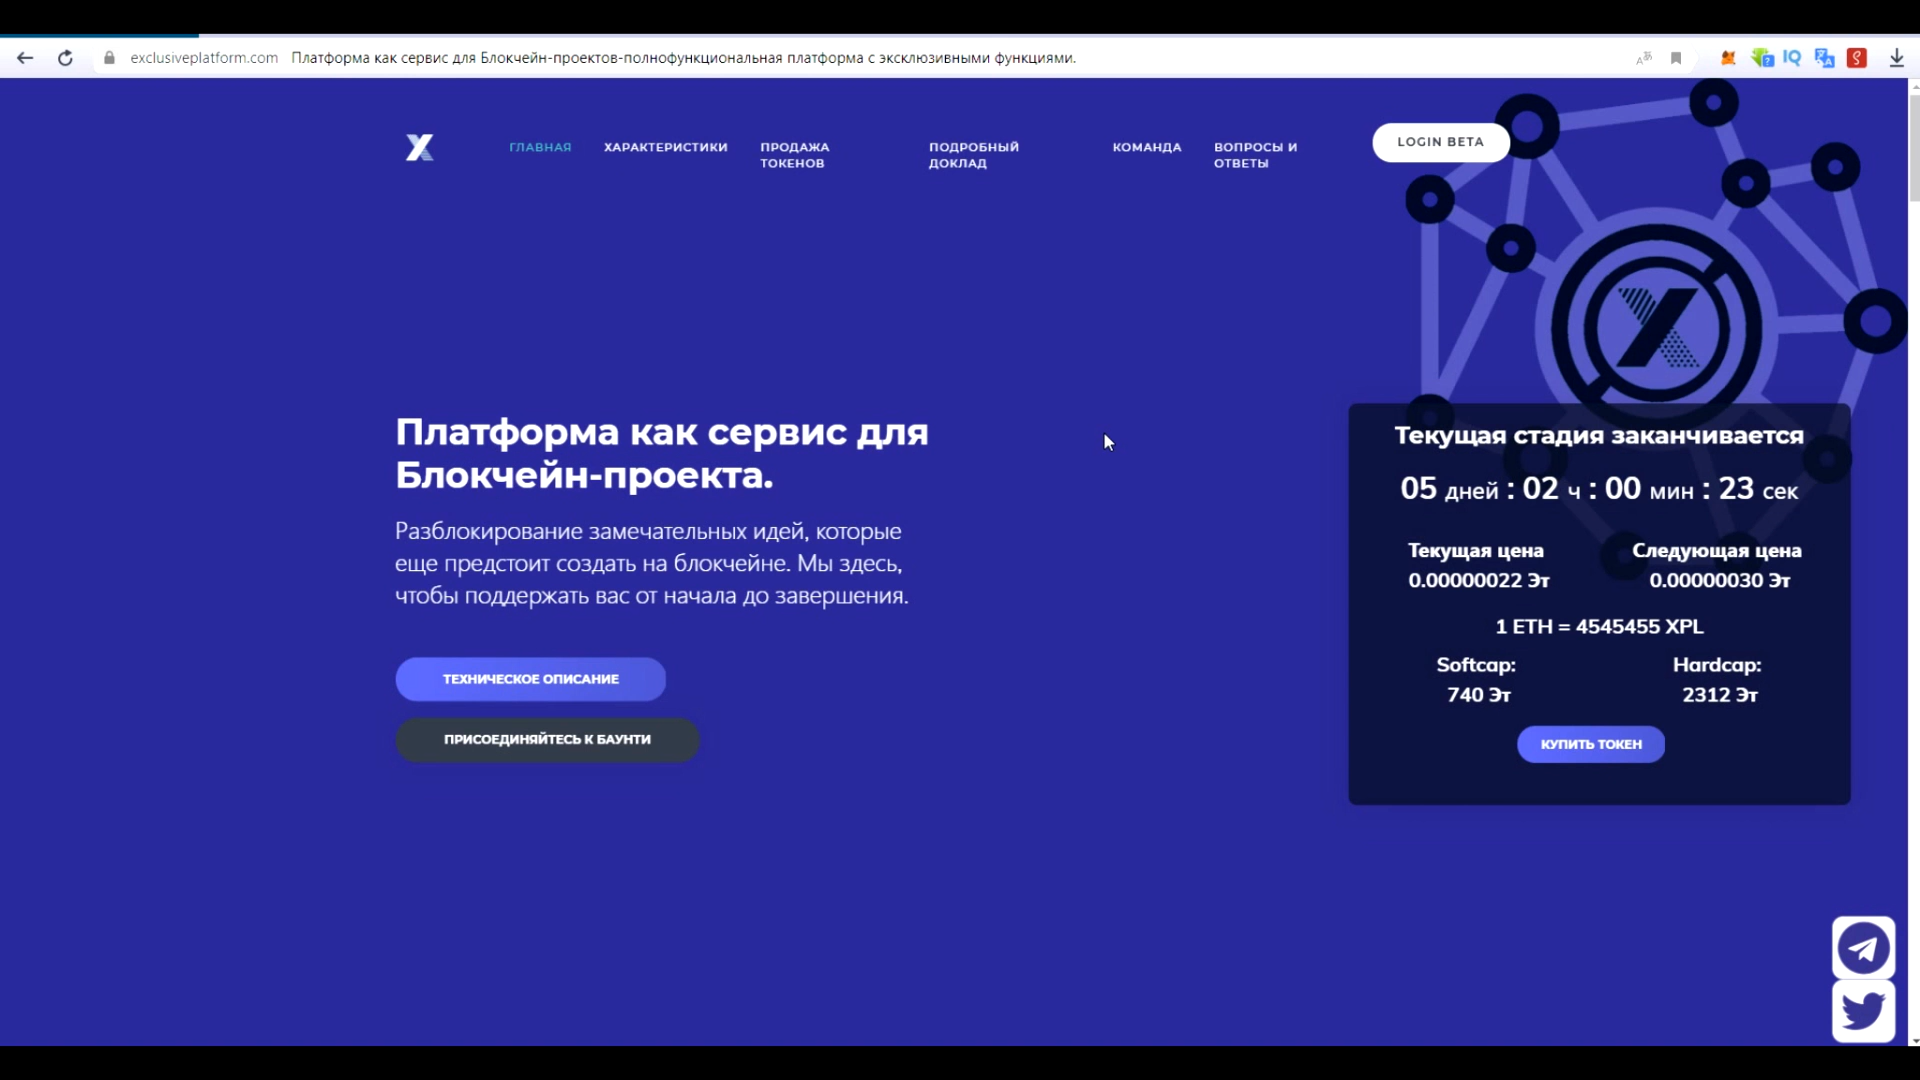 exclusiveplatform.com Платформа как сервис для Блокчейн-проектов-полнофункциональная платформа с эксклюзивными функциями.
ГЛАВНАЯ
ХАРАКТЕРИСТИКИ
ПРОДАЖА
ТОКЕНОВ
ПОДРОБНЫЙ
ДОКЛАД
КОМАНДА
ВОПРОСЫ И
ОТВЕТЫ
LOGIN BETA
Платформа как сервис для
Блокчейн-проекта.
Разблокирование замечательных идей, которые
еще предстоит создать на блокчейне. Мы здесь,
чтобы поддержать вас от начала до завершения.
ТЕХНИЧЕСКОЕ ОПИСАНИЕ
ПРИСОЕДИНЯЙТЕСЬ К БАУНТИ
Текущая стадия заканчивается
05 дней : 02 ч : 00 мин : 23 сек
Текущая цена Следующая цена
0.00000022 Эт 0.00000030 Эт
1 ETH = 4545455 XPL
Softcap: Hardcap:
740 Эт 2312 Эт
КУПИТЬ ТОКЕН